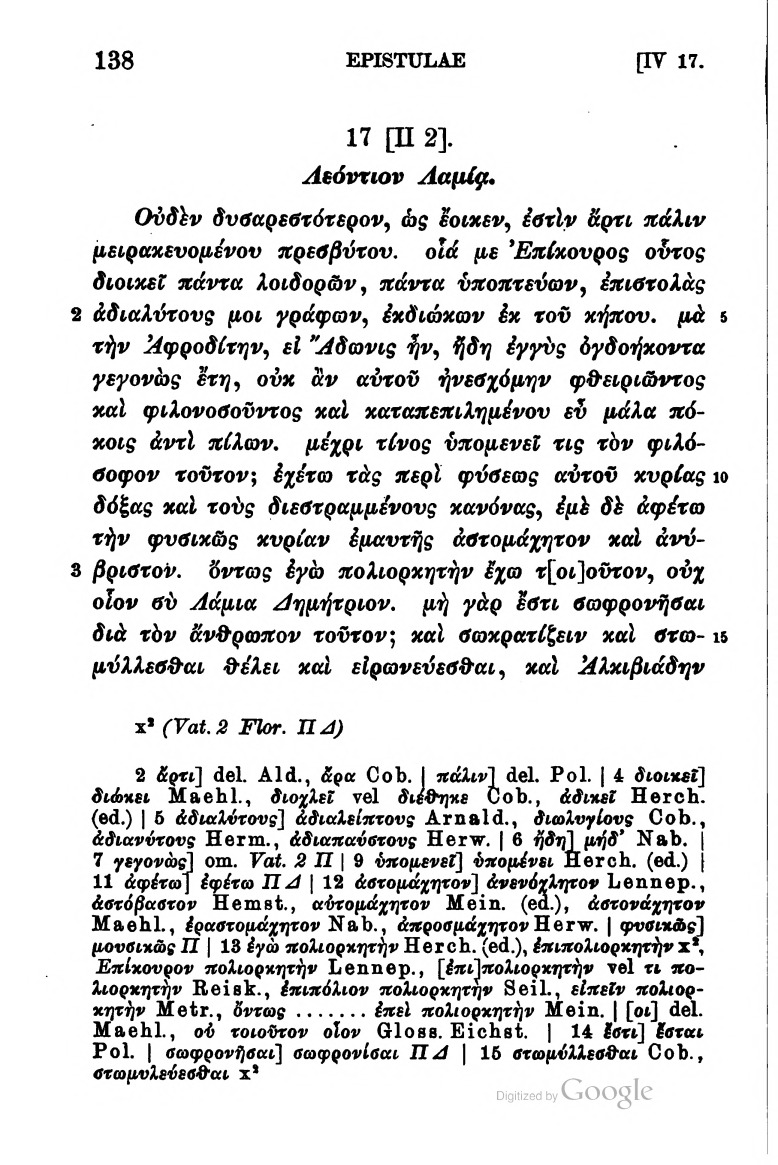 138 EPISTULAE [IV 17.
17 [II 2].
Λεόντιον Λαμίᾳ.
Οὐδὲν δυσαρεστότερον, ὡς ἔοικεν, ἐστὶν ἄρτι πάλιν
μειρακευομένου πρεσβύτου. οἷά με Ἐπίκουρος οὗτος
διοικεῖ πάντα λοιδορῶν, πάντα ὑποπτεύων, ἐπιστολὰς
2 ἀδιαλύτους μοι γράφων, ἐκδιώκων ἐκ τοῦ κήπου. μὰ 5
τὴν Ἀφροδίτην, εἰ Ἄδωνις ἦν, ἤδη ἐγγὺς ὀγδοήκοντα
γεγονὼς ἔτη, οὐκ ἂν αὐτοῦ ἠνεσχόμην φθειριῶντος
καὶ φιλονοσοῦντος καὶ καταπεπιλημένου εὖ μάλα πό-
κοις ἀντὶ πίλων. μέχρι τίνος ὑπομενεῖ τις τὸν φιλό-
σοφον τοῦτον; ἐχέτω τὰς περὶ φύσεως αὐτοῦ κυρίας 10
δόξας καὶ τοὺς διεστραμμένους κανόνας, ἐμὲ δὲ ἀφέτω
τὴν φυσικῶς κυρίαν ἐμαυτῆς ἀστομάχητον καὶ ἀνύ-
3 βριστον. ὄντως ἐγὼ πολιορκητὴν ἔχω τ[οι]οῦτον, οὐχ
οἷον σὺ Λάμια Δημήτριον. μὴ γὰρ ἔστι σωφρονῆσαι
διὰ τὸν ἄνθρωπον τοῦτον; καὶ σωκρατίζειν καὶ στω- 15
μύλλεσθαι θέλει καὶ εἰρωνεύεσθαι, καὶ Ἀλκιβιάδην
x² (Vat. 2 Flor. Π Δ)
2 ἄρτι] del. Ald., ἄρα Cob. | πάλιν] del. Pol. | 4 διοικεῖ]
διώκει Maehl., διοχλεῖ vel διέθηκε Cob., ἀδικεῖ Herch.
(ed.) | 5 ἀδιαλύτους] ἀδιαλείπτους Arnald., διωλυγίους Cob.,
ἀδιανύτους Herm., ἀδιαπαύστους Herw. | 6 ἤδη] μήδ' Nab. |
7 γεγονὼς] om. Vat. 2 Π | 9 ὑπομενεῖ] ὑπομένει Herch. (ed.) |
11 ἀφέτω] ἐφέτω Π Δ | 12 ἀστομάχητον] ἀνενόχλητον Lennep.,
ἀστόβαστον Hemst., αὐτομάχητον Mein. (ed.), ἀστονάχητον
Maehl., ἐραστομάχητον Nab., ἀπροσμάχητον Herw. | φυσικῶς]
μουσικῶς Π | 13 ἐγὼ πολιορκητὴν Herch. (ed.), ἐπιπολιορκητὴν x²,
Ἐπίκουρον πολιορκητὴν Lennep., [ἐπι]πολιορκητὴν vel τι πο-
λιορκητὴν Reisk., ἐπιπόλιον πολιορκητὴν Seil., εἰπεῖν πολιορ-
κητὴν Metr., ὄντως ....... ἐπεὶ πολιορκητὴν Mein. | [οι] del.
Maehl., οὐ τοιοῦτον οἷον Gloss. Eichst. | 14 ἔστι] ἔσται
Pol. | σωφρονῆσαι] σωφρονίσαι Π Δ | 15 στωμύλλεσθαι Cob.,
στωμυλεύεσθαι x²
Digitized by Google